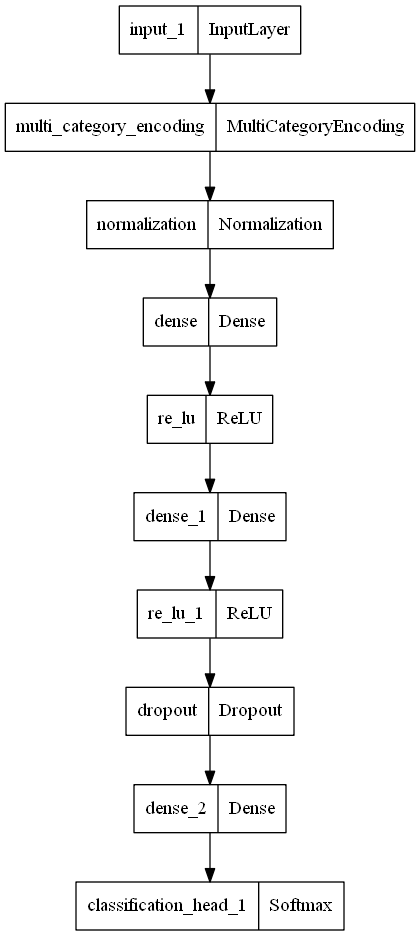 input_1 InputLayer
multi_category_encoding MultiCategoryEncoding
normalization Normalization
dense Dense
re_lu ReLU
dense_1 Dense
re_lu_1 ReLU
dropout Dropout
dense_2 Dense
classification_head_1 Softmax